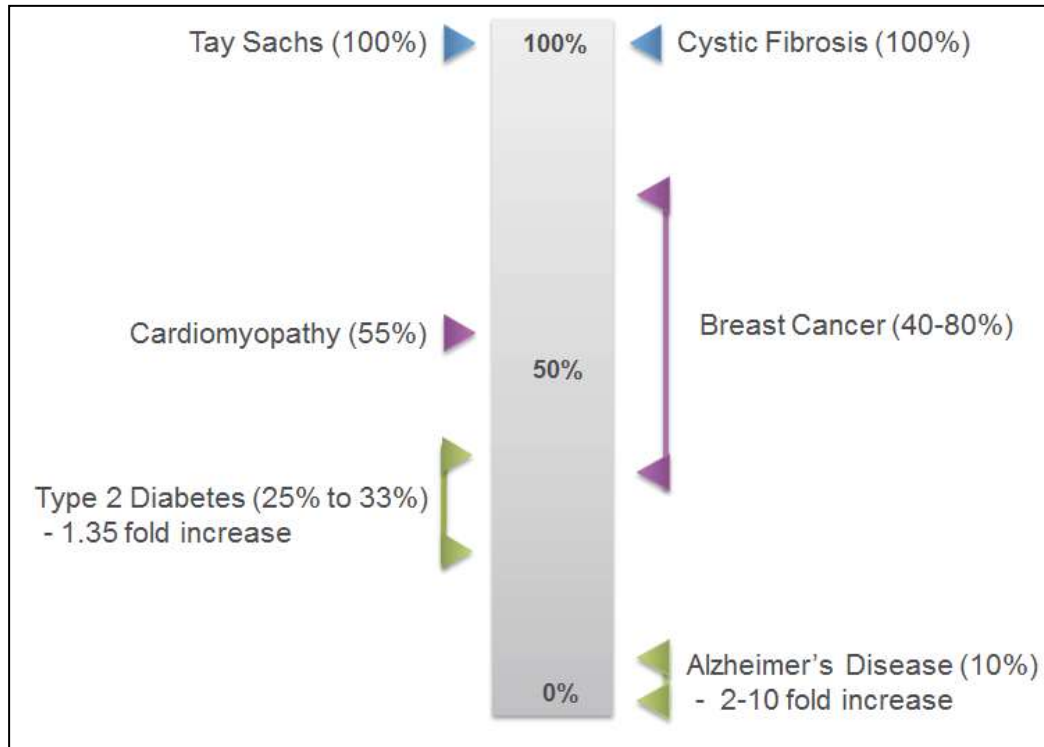 Tay Sachs (100%)
100%
Cystic Fibrosis (100%)
Cardiomyopathy (55%)
Breast Cancer (40-80%)
50%
Type 2 Diabetes (25% to 33%)
- 1.35 fold increase
Alzheimer's Disease (10%)
- 2-10 fold increase
0%